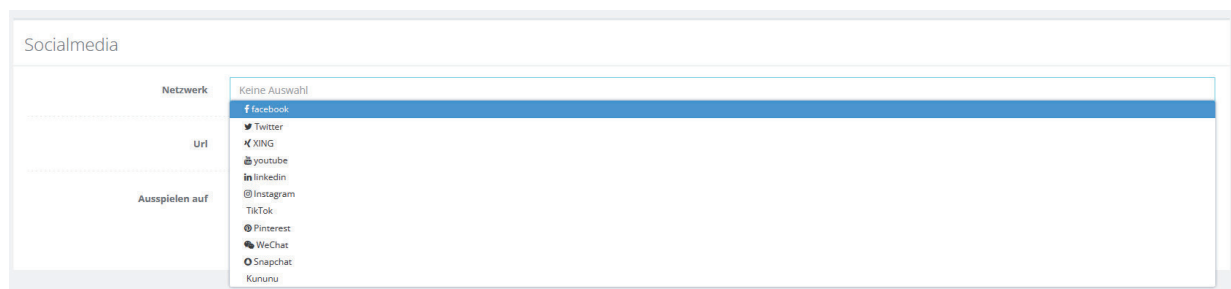 Socialmedia
Netzwerk
Keine Auswahl
facebook
Twitter
XING
youtube
linkedin
Instagram
TikTok
Pinterest
WeChat
Snapchat
Kununu
Url
Ausspielen auf